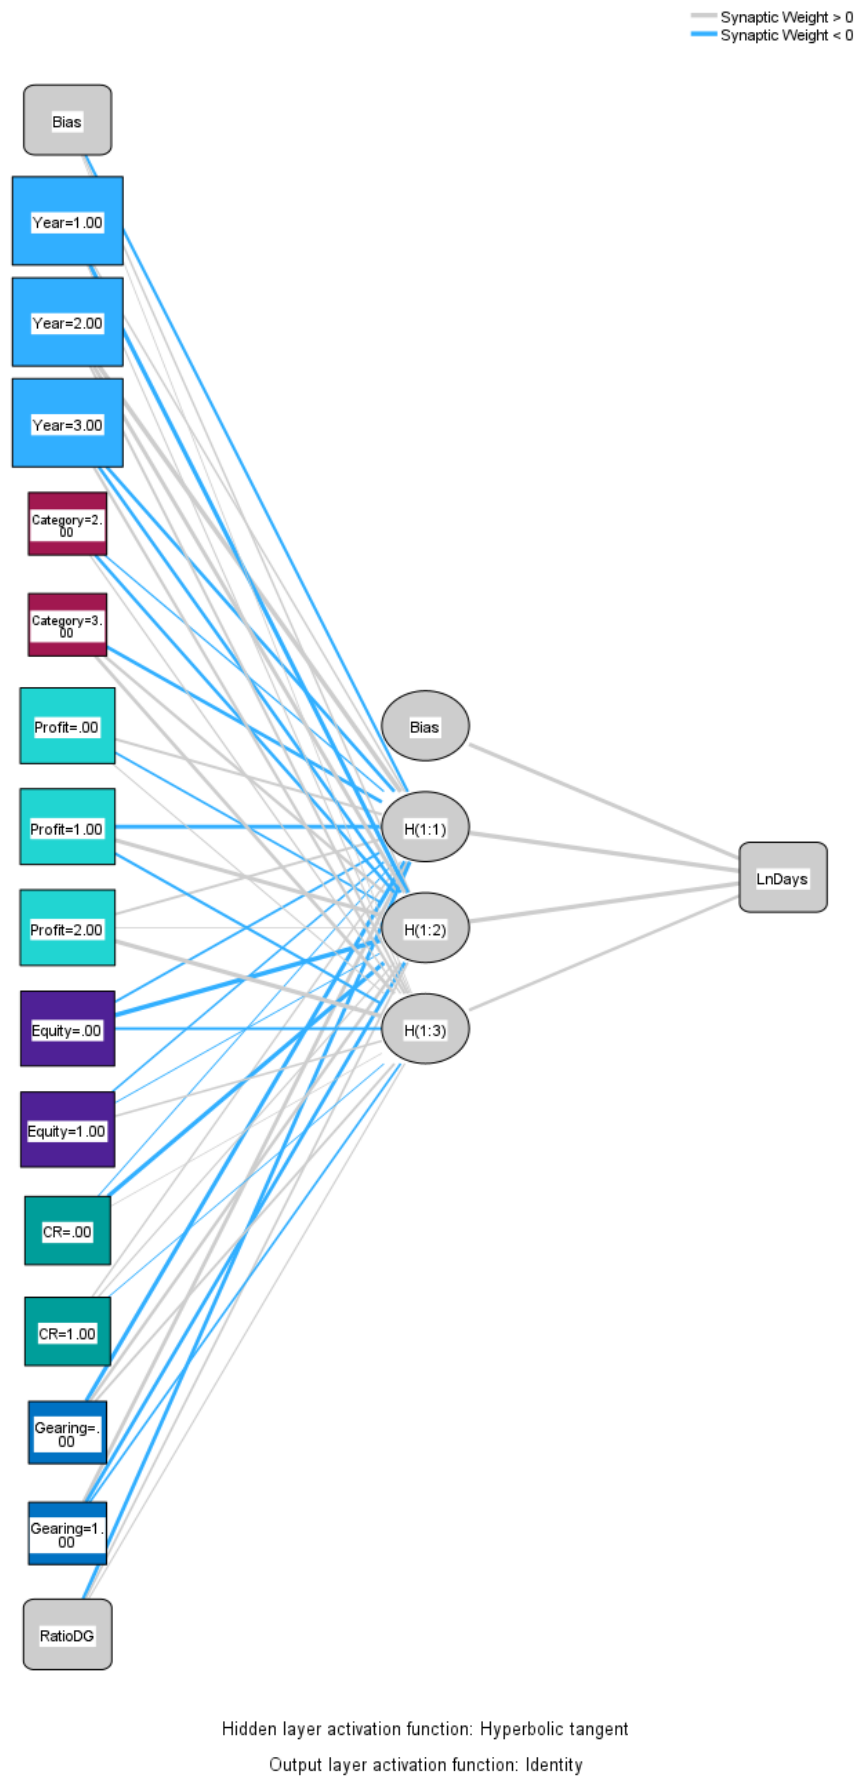 Synaptic Weight > 0
Synaptic Weight < 0
Bias
Year=1.00
Year=2.00
Year=3.00
Category=2.
00
Category=3.
00
Profit=.00
Bias
Profit=1.00
H(1:1)
LnDays
Profit=2.00
H(1:2)
Equity=.00
H(1:3)
Equity=1.00
CR=.00
CR=1.00
Gearing=.
00
Gearing=1.
00
RatioDG
Hidden layer activation function: Hyperbolic tangent
Output layer activation function: Identity